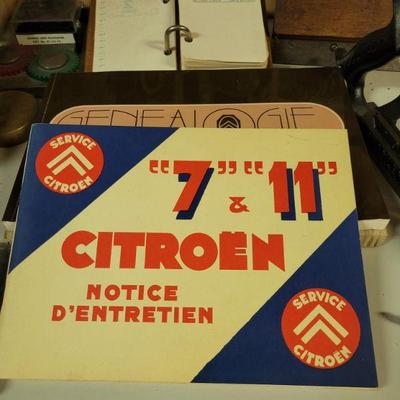 GENEALOGIE
SERVICE
CITROËN
"7" & "11"
CITROËN
NOTICE
D'ENTRETIEN
SERVICE
CITROËN